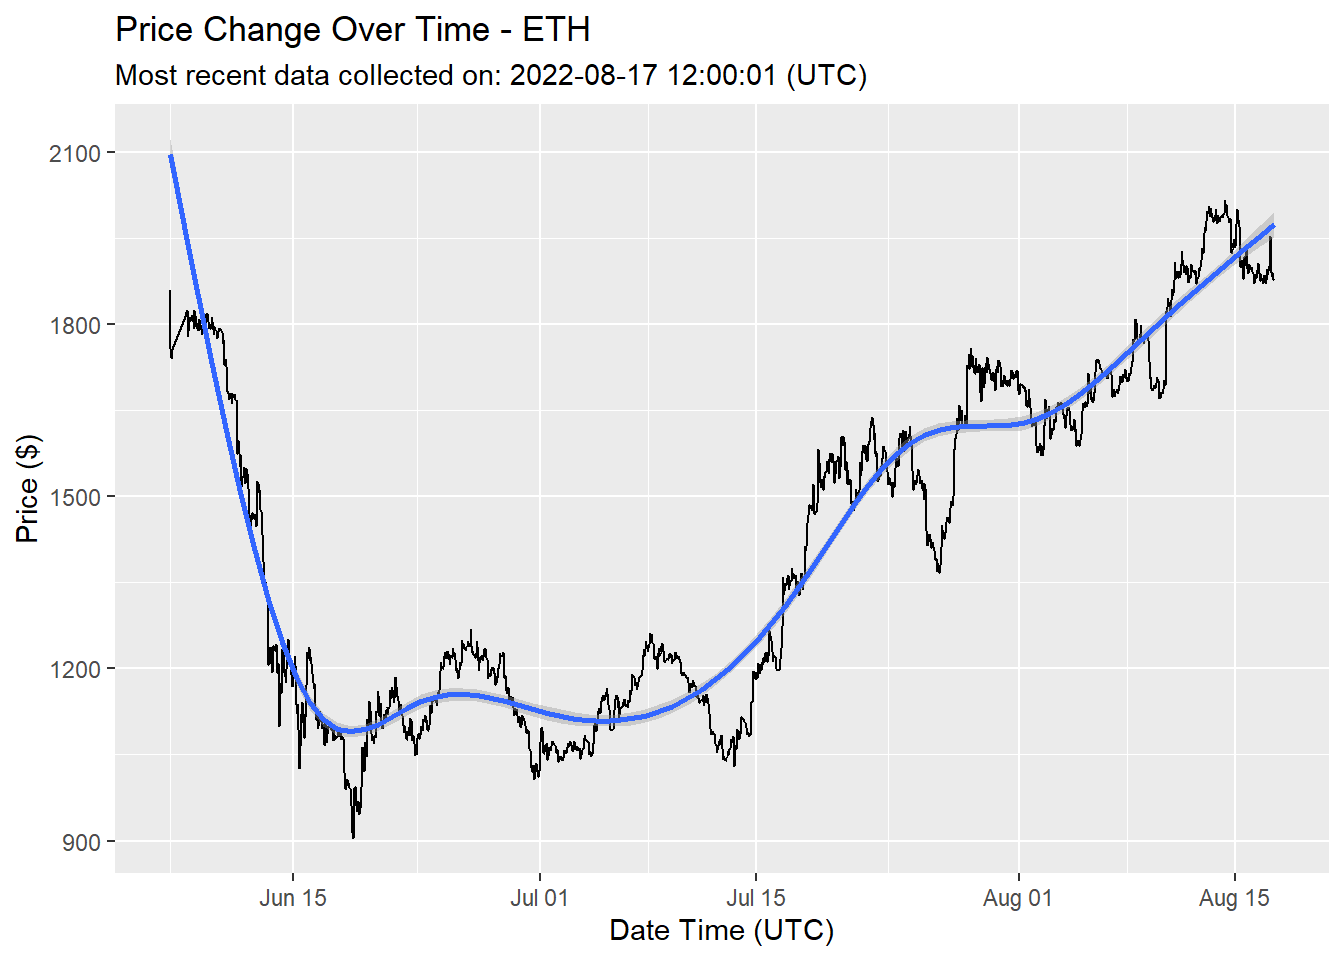 Price Change Over Time - ETH
Most recent data collected on: 2022-08-17 12:00:01 (UTC)
Price ($)
2100
1800
1500
1200
900
Jun 15 Jul 01 Jul 15 Aug 01 Aug 15
Date Time (UTC)